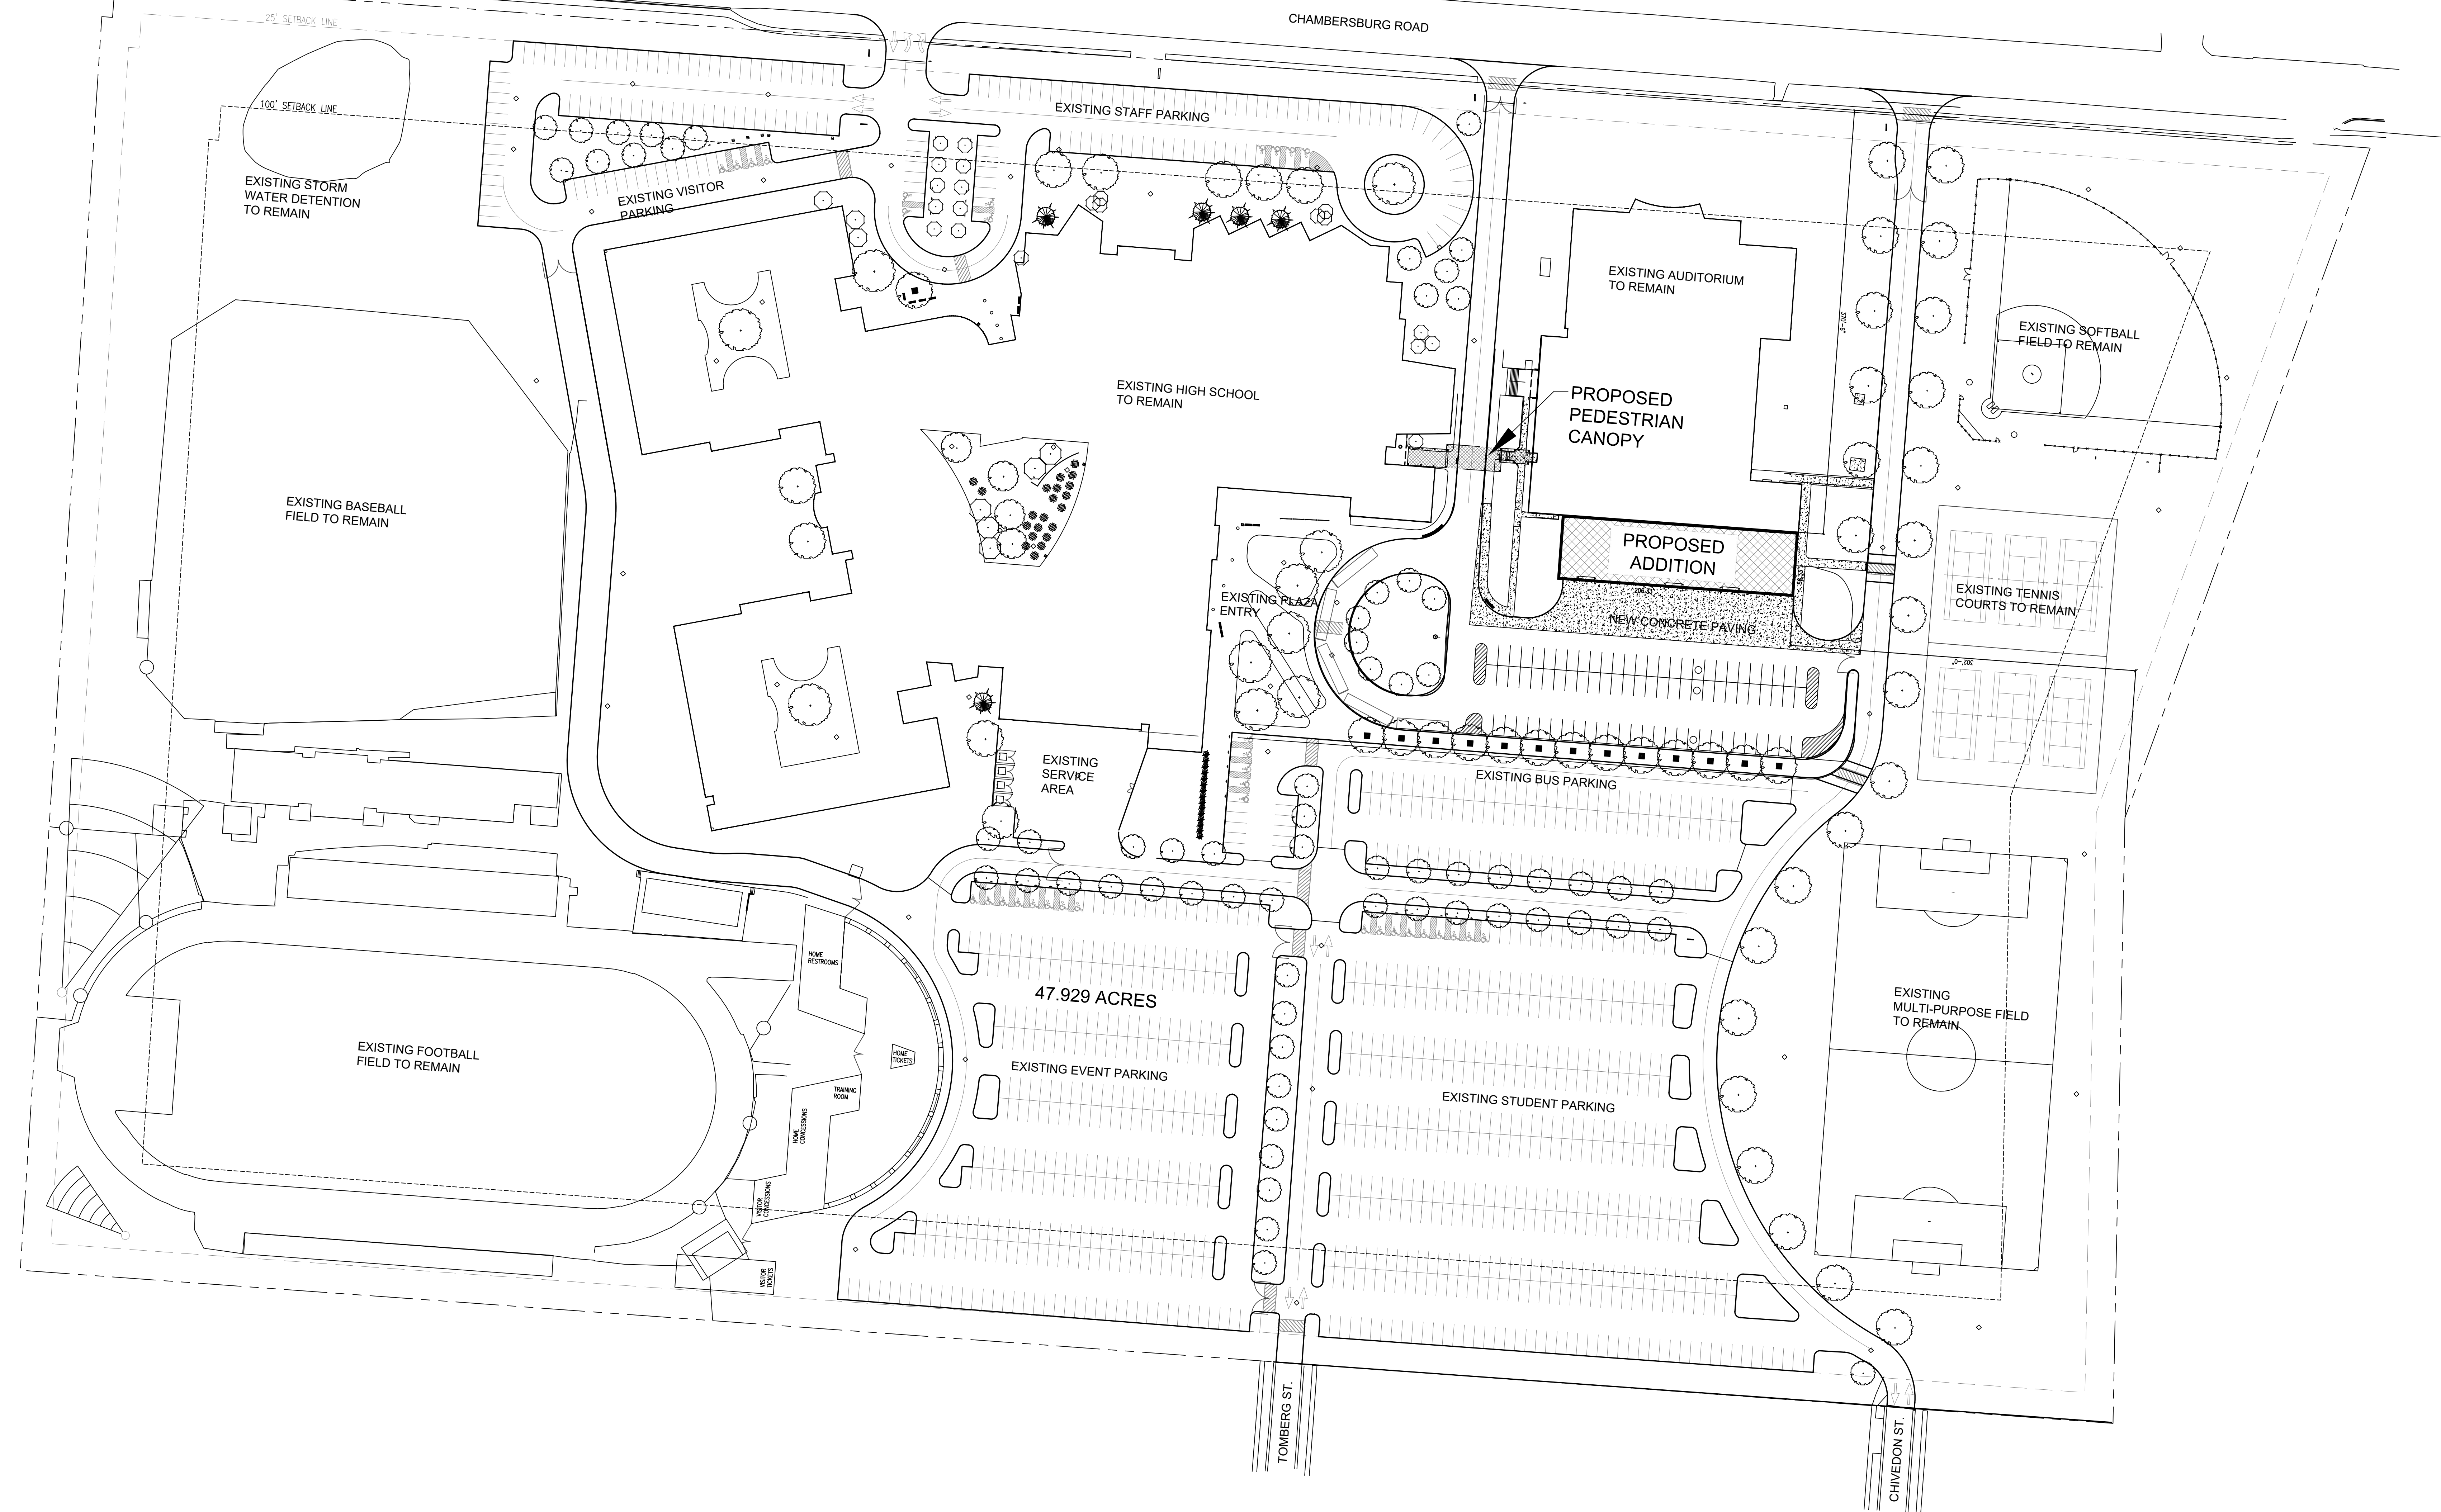 CHAMBERSBURG ROAD
25' SETBACK LINE
100' SETBACK LINE
EXISTING STAFF PARKING
EXISTING STORM
WATER DETENTION
TO REMAIN
EXISTING VISITOR
PARKING
EXISTING AUDITORIUM
TO REMAIN
370'-6"
EXISTING SOFTBALL
FIELD TO REMAIN
EXISTING HIGH SCHOOL
TO REMAIN
PROPOSED
PEDESTRIAN
CANOPY
EXISTING BASEBALL
FIELD TO REMAIN
PROPOSED
ADDITION
EXISTING PLAZA
ENTRY
NEW CONCRETE PAVING
EXISTING TENNIS
COURTS TO REMAIN
302'-0"
EXISTING
SERVICE
AREA
EXISTING BUS PARKING
HOME
RESTROOMS
47.929 ACRES
EXISTING
MULTI-PURPOSE FIELD
TO REMAIN
EXISTING FOOTBALL
FIELD TO REMAIN
HOME
TICKETS
EXISTING EVENT PARKING
TRAINING
ROOM
EXISTING STUDENT PARKING
HOME
CONCESSIONS
VISITOR
CONCESSIONS
VISITOR
TICKETS
TOMBERG ST.
CHIVEDON ST.